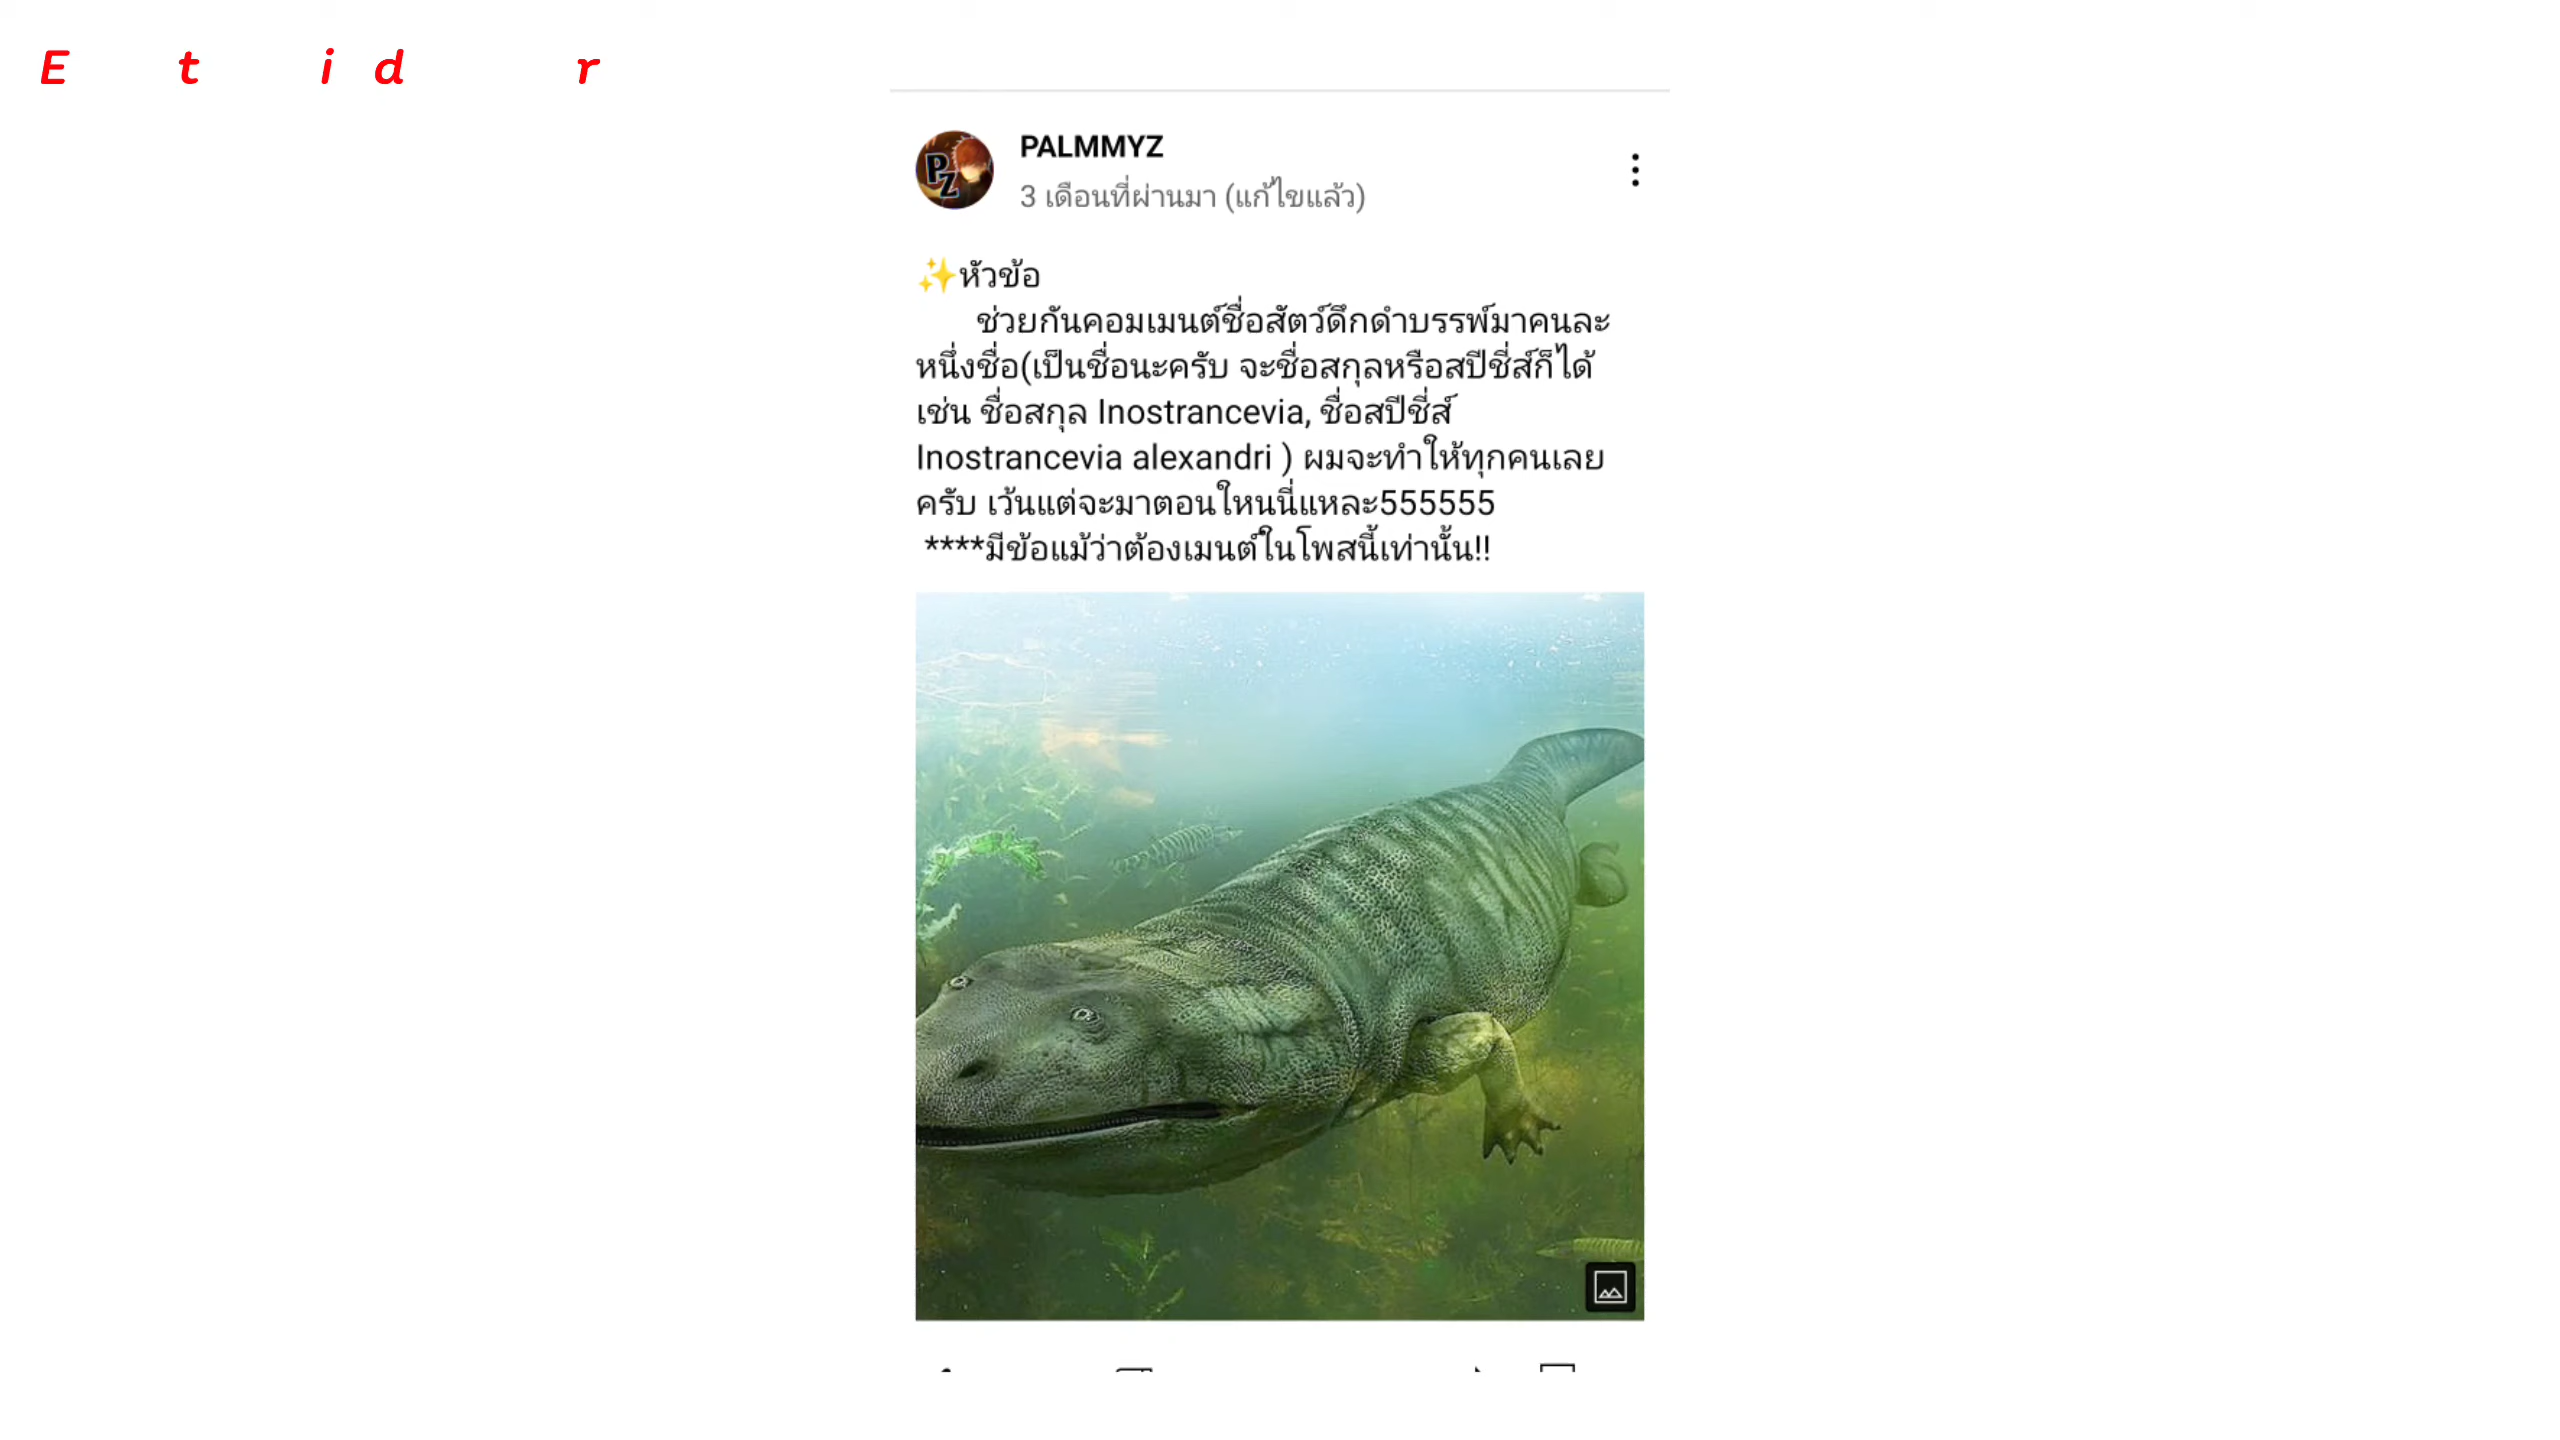 E t i d r
PALMMYZ
3 เดือนที่ผ่านมา (แก้ไขแล้ว)
✨หัวข้อ
ช่วยกันคอมเมนต์ชื่อสัตว์ดึกดำบรรพ์มาคนละ
หนึ่งชื่อ(เป็นชื่อนะครับ จะชื่อสกุลหรือสปีชี่ส์ก็ได้
เช่น ชื่อสกุล Inostrancevia, ชื่อสปีชี่ส์
Inostrancevia alexandri ) ผมจะทำให้ทุกคนเลย
ครับ เว้นแต่จะมาตอนใหนนี่แหละ555555
****มีข้อแม้ว่าต้องเมนต์ในโพสนี้เท่านั้น!!
PZ